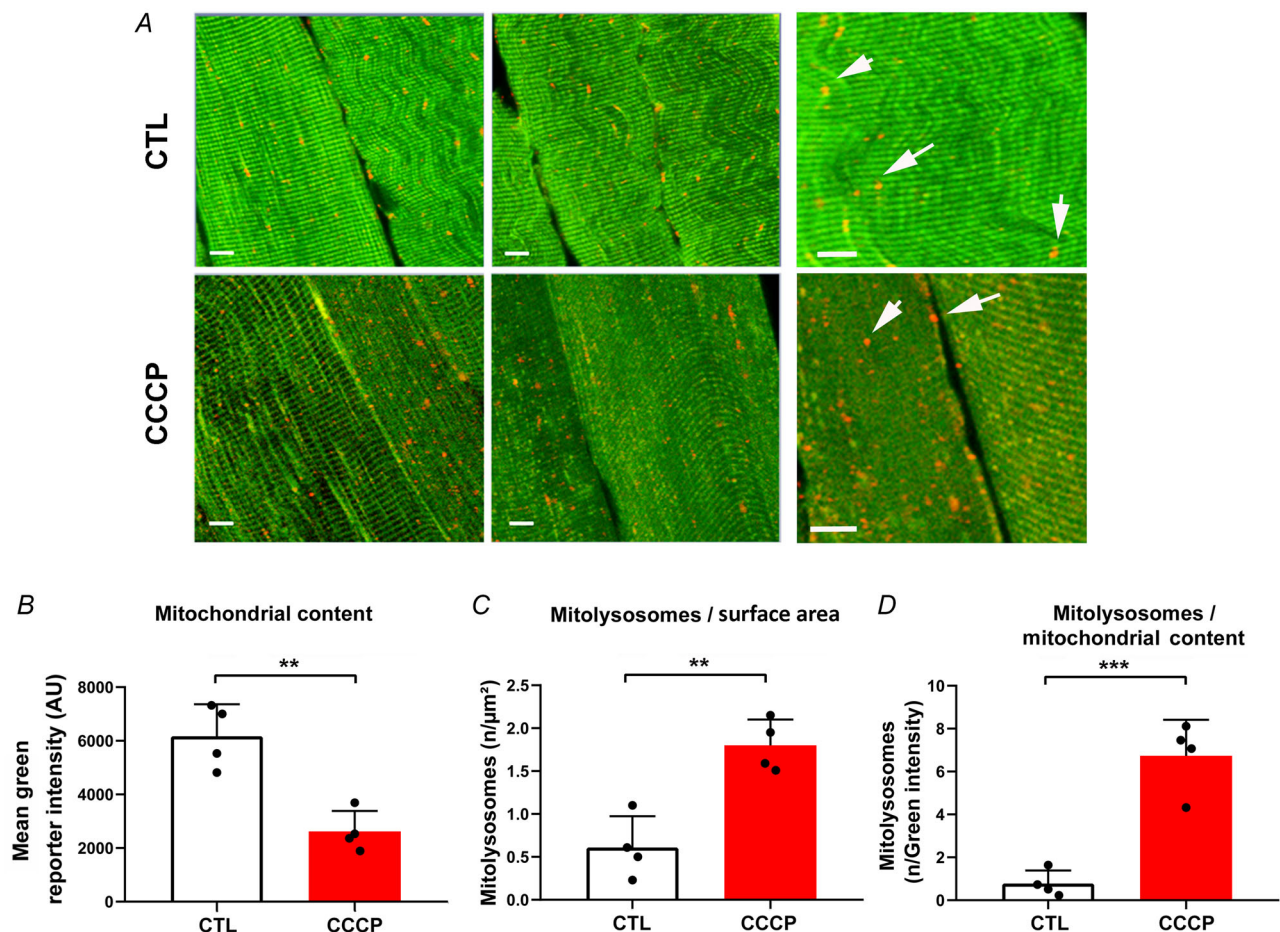 A
CTL
CCCP
B
Mitochondrial content
**
Mean green
reporter intensity (AU)
8000
6000
4000
2000
0
CTL
CCCP
C
Mitolysosomes / surface area
**
Mitolysosomes (n/µm²)
2.5
2.0
1.5
1.0
0.5
0.0
CTL
CCCP
D
Mitolysosomes /
mitochondrial content
***
Mitolysosomes
(n/Green intensity)
10
8
6
4
2
0
CTL
CCCP